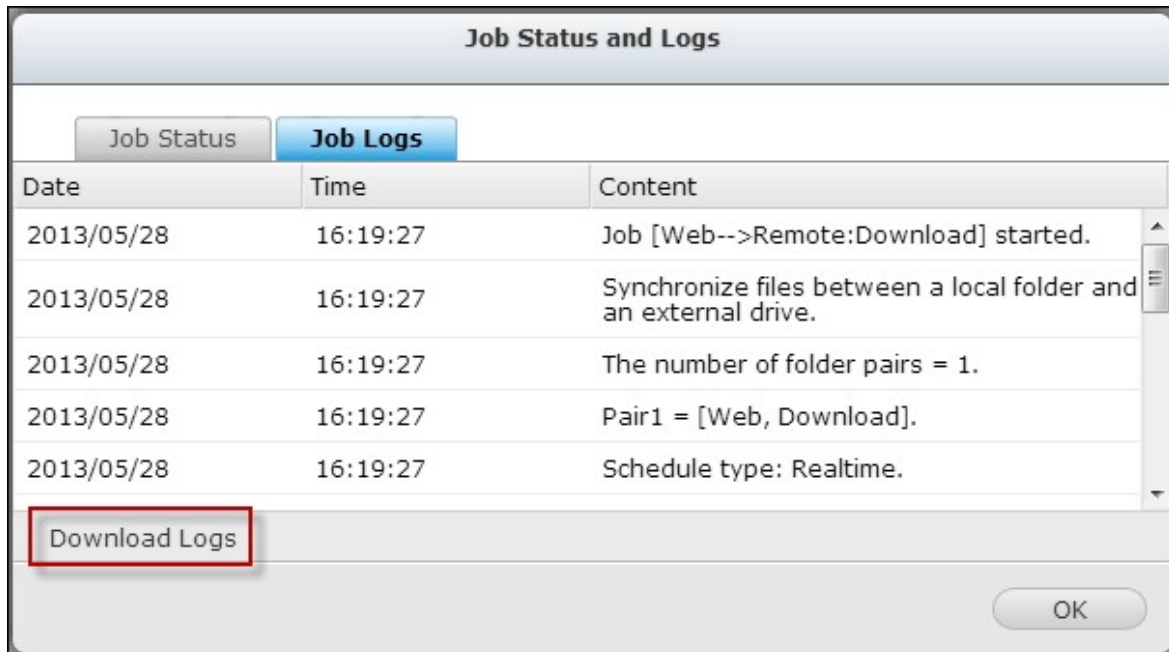 Job Status and Logs
Job Status Job Logs
Date Time Content
2013/05/28 16:19:27 Job [Web-->Remote:Download] started.
2013/05/28 16:19:27 Synchronize files between a local folder and
an external drive.
2013/05/28 16:19:27 The number of folder pairs = 1.
2013/05/28 16:19:27 Pair1 = [Web, Download].
2013/05/28 16:19:27 Schedule type: Realtime.
Download Logs
OK